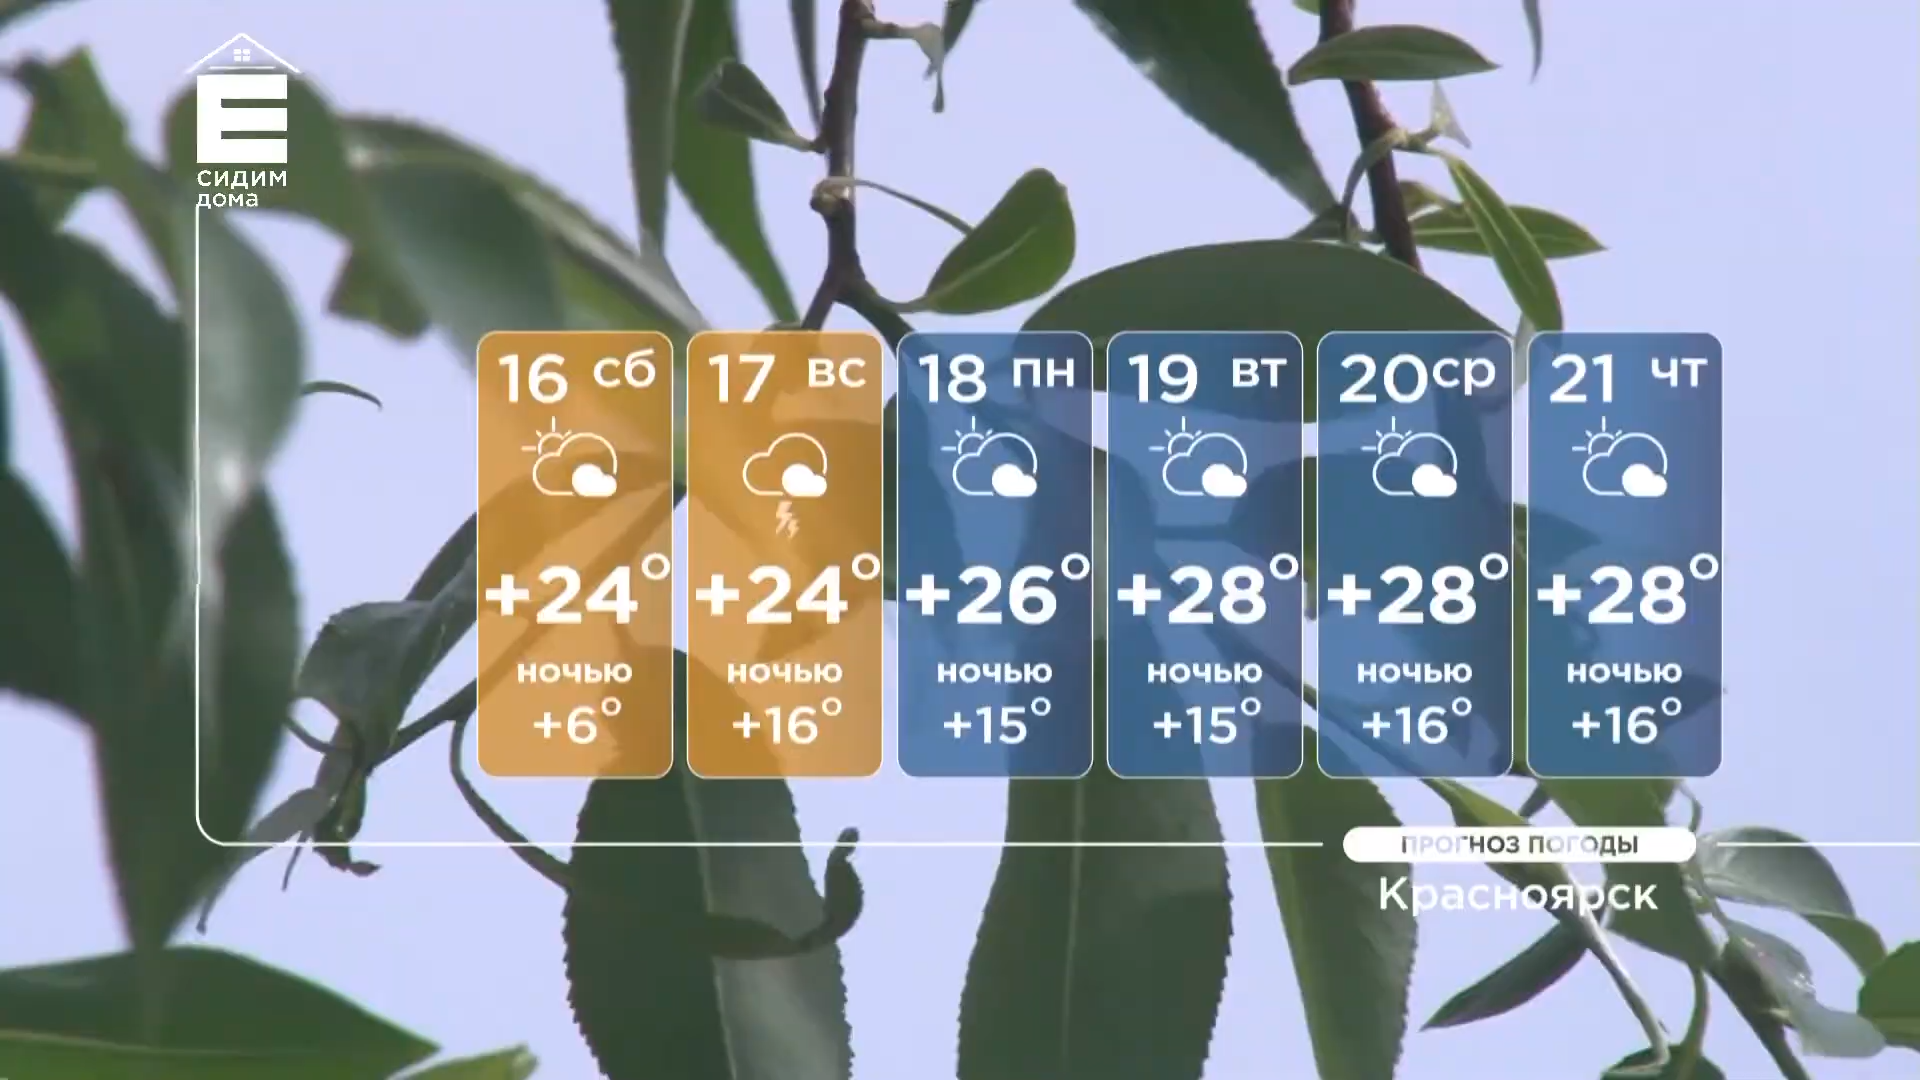 Е
СИДИМ
дома
16 сб
+24°
ночью
+6°
17 вс
+24°
ночью
+16°
18 пн
+26°
ночью
+15°
19 вт
+28°
ночью
+15°
20 ср
+28°
ночью
+16°
21 чт
+28°
ночью
+16°
ПРОГНОЗ ПОГОДЫ
Красноярск